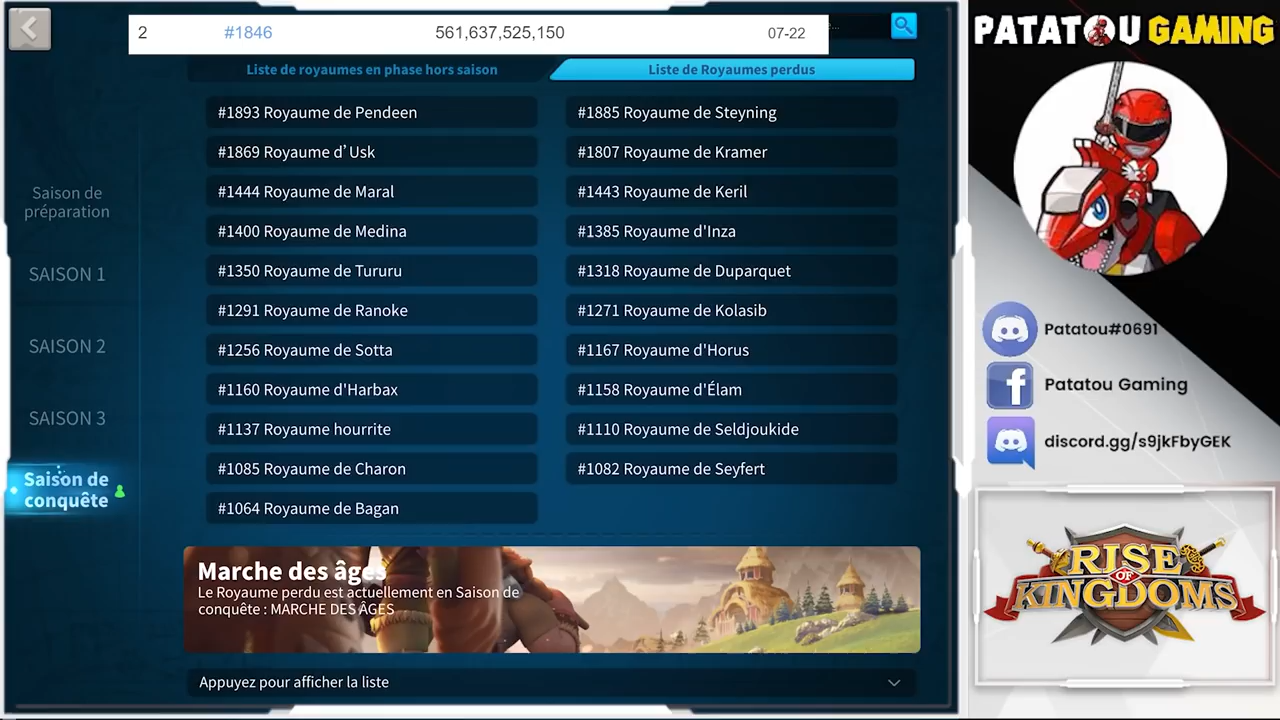 2 #1846 561,637,525,150 07-22
Liste de royaumes en phase hors saison
Liste de Royaumes perdus
#1893 Royaume de Pendeen
#1885 Royaume de Steyning
#1869 Royaume d’Usk
#1807 Royaume de Kramer
#1444 Royaume de Maral
#1443 Royaume de Keril
#1400 Royaume de Medina
#1385 Royaume d'Inza
#1350 Royaume de Tururu
#1318 Royaume de Duparquet
#1291 Royaume de Ranoke
#1271 Royaume de Kolasib
#1256 Royaume de Sotta
#1167 Royaume d'Horus
#1160 Royaume d'Harbax
#1158 Royaume d'Élam
#1137 Royaume hourrite
#1110 Royaume de Seldjoukide
#1085 Royaume de Charon
#1082 Royaume de Seyfert
#1064 Royaume de Bagan
Saison de
préparation
SAISON 1
SAISON 2
SAISON 3
Saison de
conquête
Marche des âges
Le Royaume perdu est actuellement en Saison de
conquête : MARCHE DES ÂGES
Appuyez pour afficher la liste
PATATOU GAMING
Patatou#0691
Patatou Gaming
discord.gg/s9jkFbyGEK
RISE
OF
KINGDOMS